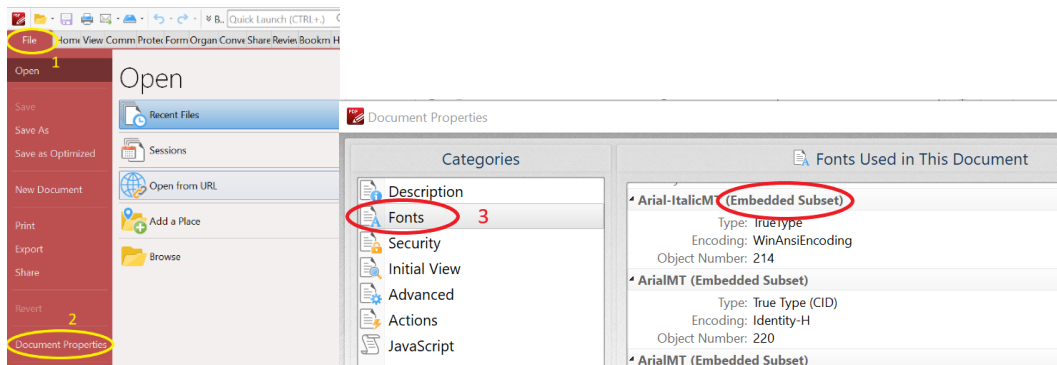 B.. Quick Launch (CTRL+.)
File Home View Comm Protec Form Organ Conve Share Review Bookm H
1
Open
Save
Save As
Save as Optimized
New Document
Print
Export
Share
Revert
2
Document Properties
Open
Recent Files
Sessions
Open from URL
Add a Place
Browse
PDF
Document Properties
Categories
Description
Fonts
3
Security
Initial View
Advanced
Actions
JavaScript
Fonts Used in This Document
Arial-ItalicMT (Embedded Subset)
Type: TrueType
Encoding: WinAnsiEncoding
Object Number: 214
ArialMT (Embedded Subset)
Type: True Type (CID)
Encoding: Identity-H
Object Number: 220
ArialMT (Embedded Subset)